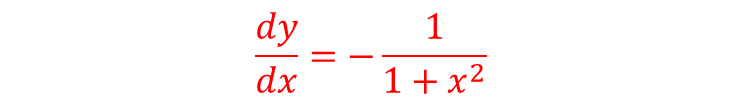 dy/dx = − 1/(1 + x²)